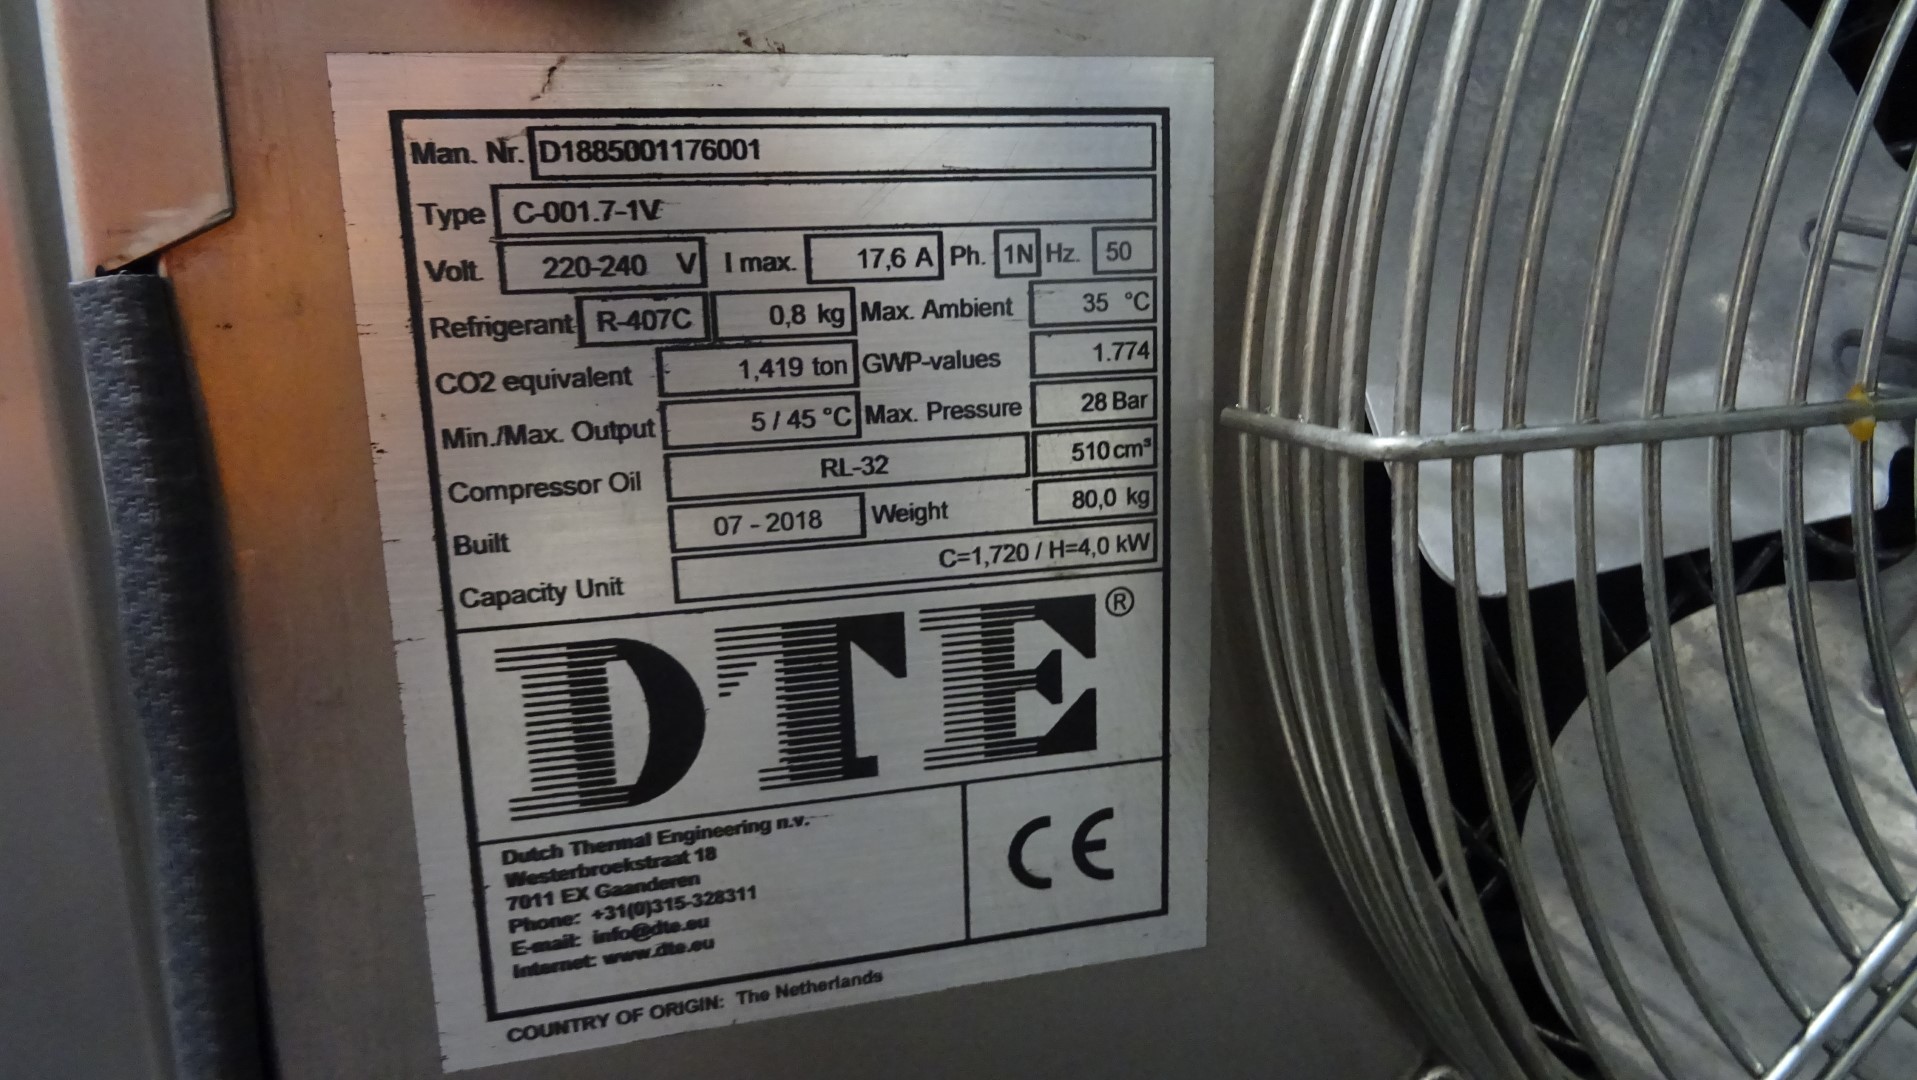 Man. Nr. D1885001176001
Type C-001.7-1V
Volt. 220-240 V I max. 17,6 A Ph. 1N Hz. 50
Refrigerant R-407C 0,8 kg Max. Ambient 35 °C
CO2 equivalent 1,419 ton GWP-values 1.774
Min./Max. Output 5 / 45 °C Max. Pressure 28 Bar
Compressor Oil RL-32 510 cm³
Built 07 - 2018 Weight 80,0 kg
Capacity Unit C=1,720 / H=4,0 kW
DTE®
Dutch Thermal Engineering n.v.
Westerbroekstraat 18
7011 EX Gaanderen
Phone: +31(0)315-328311
E-mail: info@dte.eu
Internet: www.dte.eu
CE
COUNTRY OF ORIGIN: The Netherlands